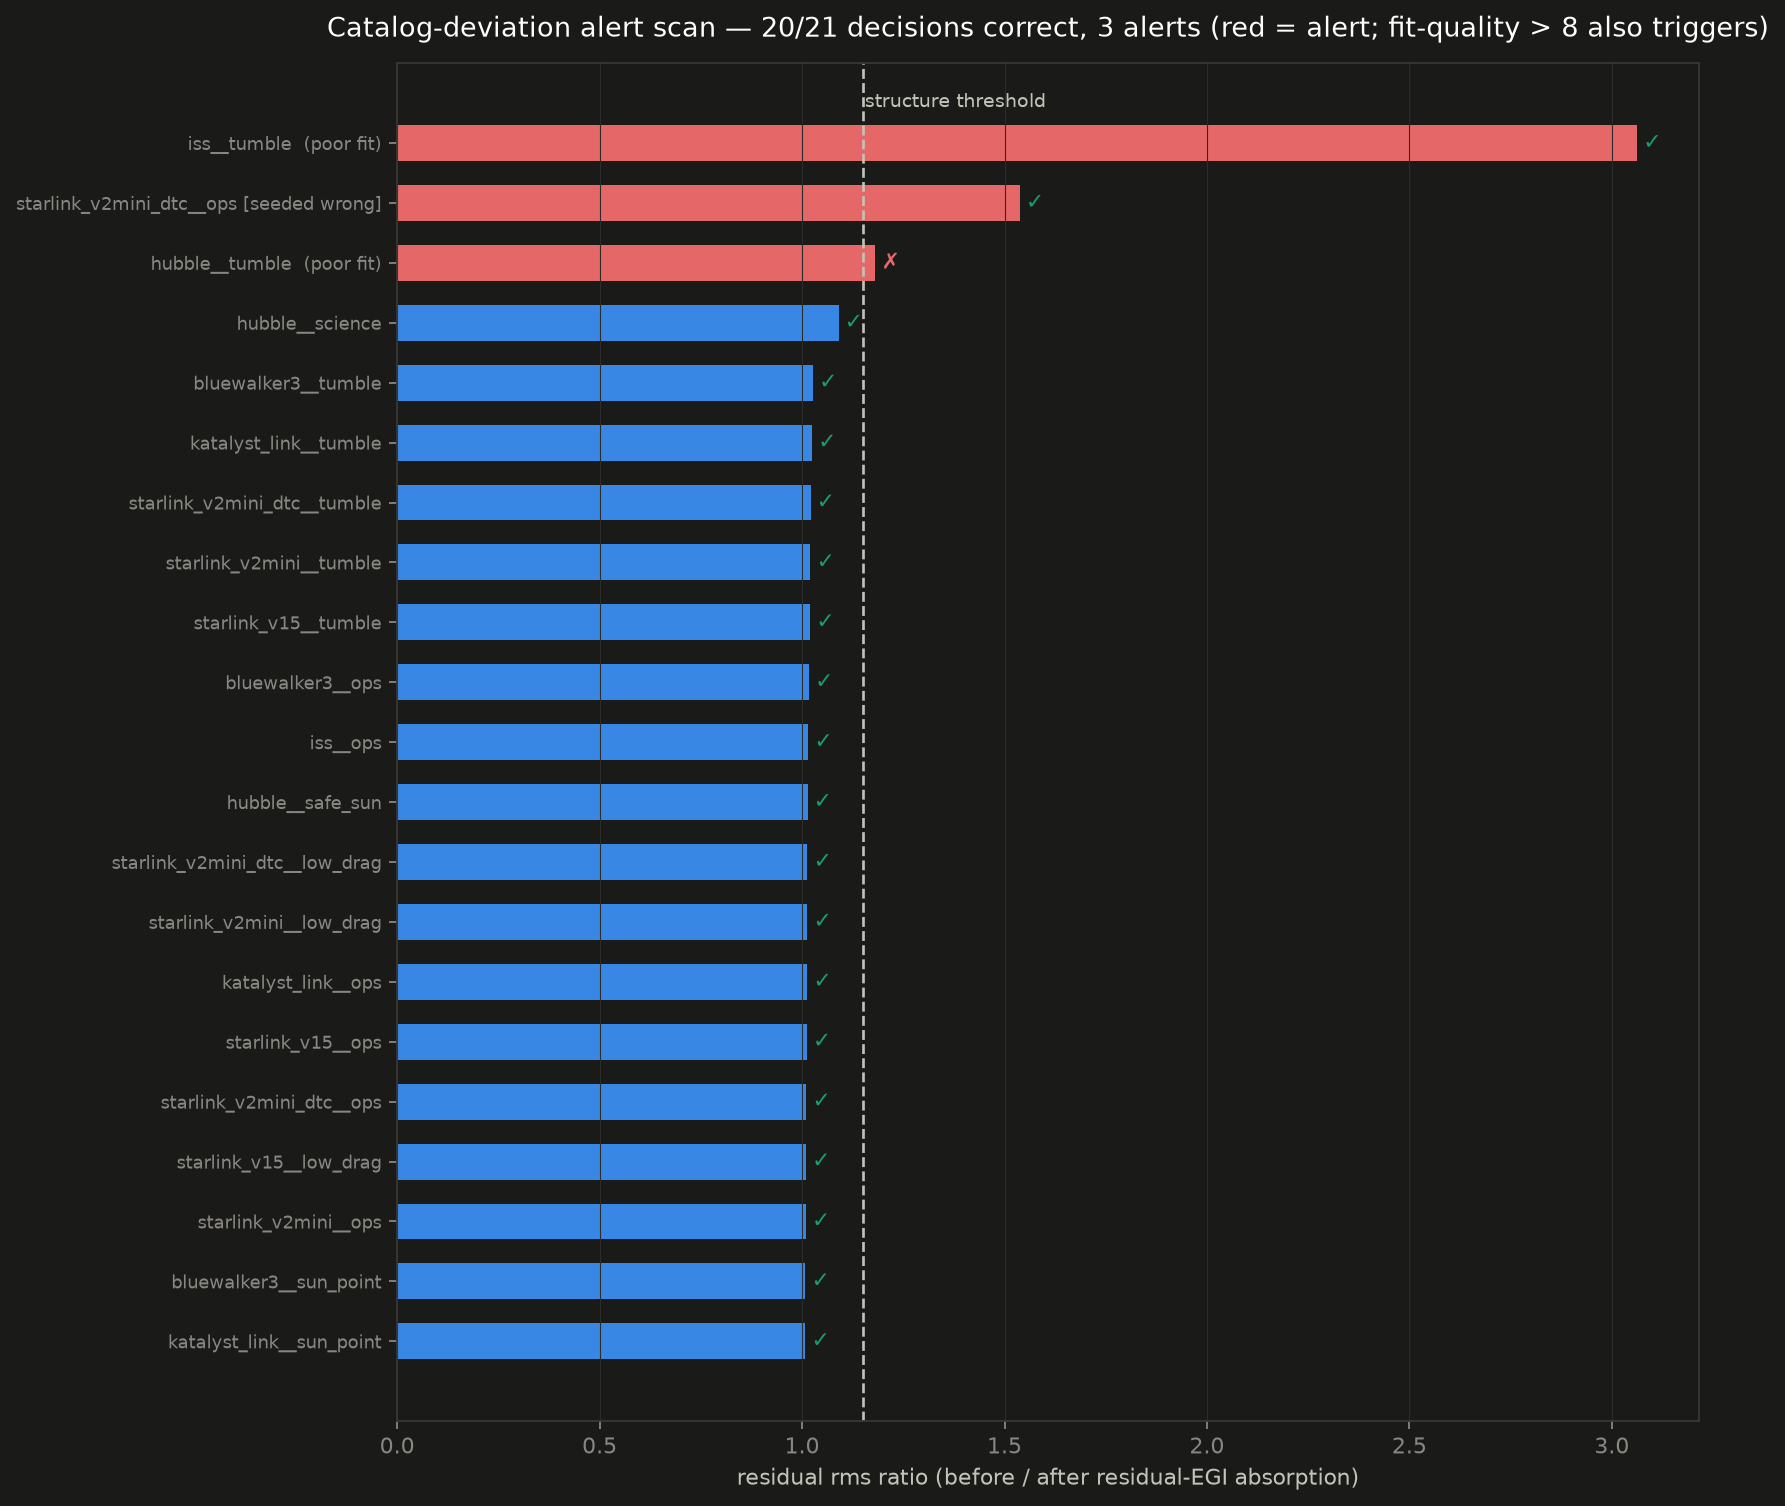 Catalog-deviation alert scan — 20/21 decisions correct, 3 alerts (red = alert; fit-quality > 8 also triggers)
structure threshold
iss__tumble (poor fit) ✓
starlink_v2mini_dtc__ops [seeded wrong] ✓
hubble__tumble (poor fit) ✗
hubble__science ✓
bluewalker3__tumble ✓
katalyst_link__tumble ✓
starlink_v2mini_dtc__tumble ✓
starlink_v2mini__tumble ✓
starlink_v15__tumble ✓
bluewalker3__ops ✓
iss__ops ✓
hubble__safe_sun ✓
starlink_v2mini_dtc__low_drag ✓
starlink_v2mini__low_drag ✓
katalyst_link__ops ✓
starlink_v15__ops ✓
starlink_v2mini_dtc__ops ✓
starlink_v15__low_drag ✓
starlink_v2mini__ops ✓
bluewalker3__sun_point ✓
katalyst_link__sun_point ✓
0.0 0.5 1.0 1.5 2.0 2.5 3.0
residual rms ratio (before / after residual-EGI absorption)